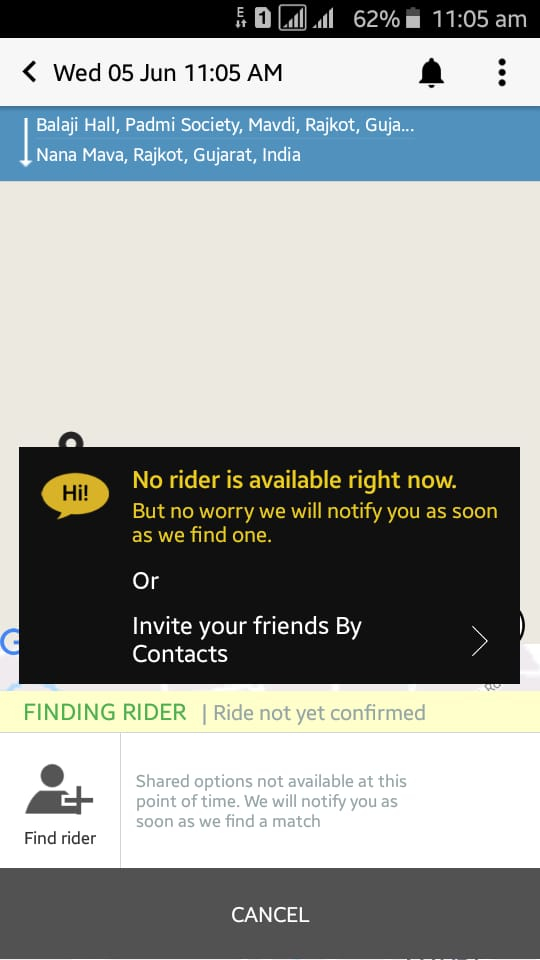 E 1 62% 11:05 am
Wed 05 Jun 11:05 AM
Balaji Hall, Padmi Society, Mavdi, Rajkot, Guja...
Nana Mava, Rajkot, Gujarat, India
Hi!
No rider is available right now.
But no worry we will notify you as soon
as we find one.
Or
Invite your friends By
Contacts
FINDING RIDER | Ride not yet confirmed
Find rider
Shared options not available at this
point of time. We will notify you as
soon as we find a match
CANCEL